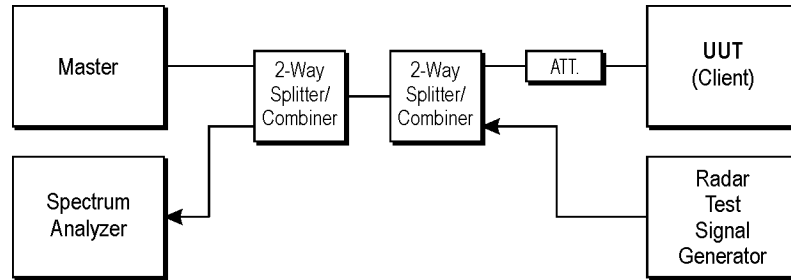 Master
2-Way
Splitter/
Combiner
2-Way
Splitter/
Combiner
ATT.
UUT
(Client)
Spectrum
Analyzer
Radar
Test
Signal
Generator